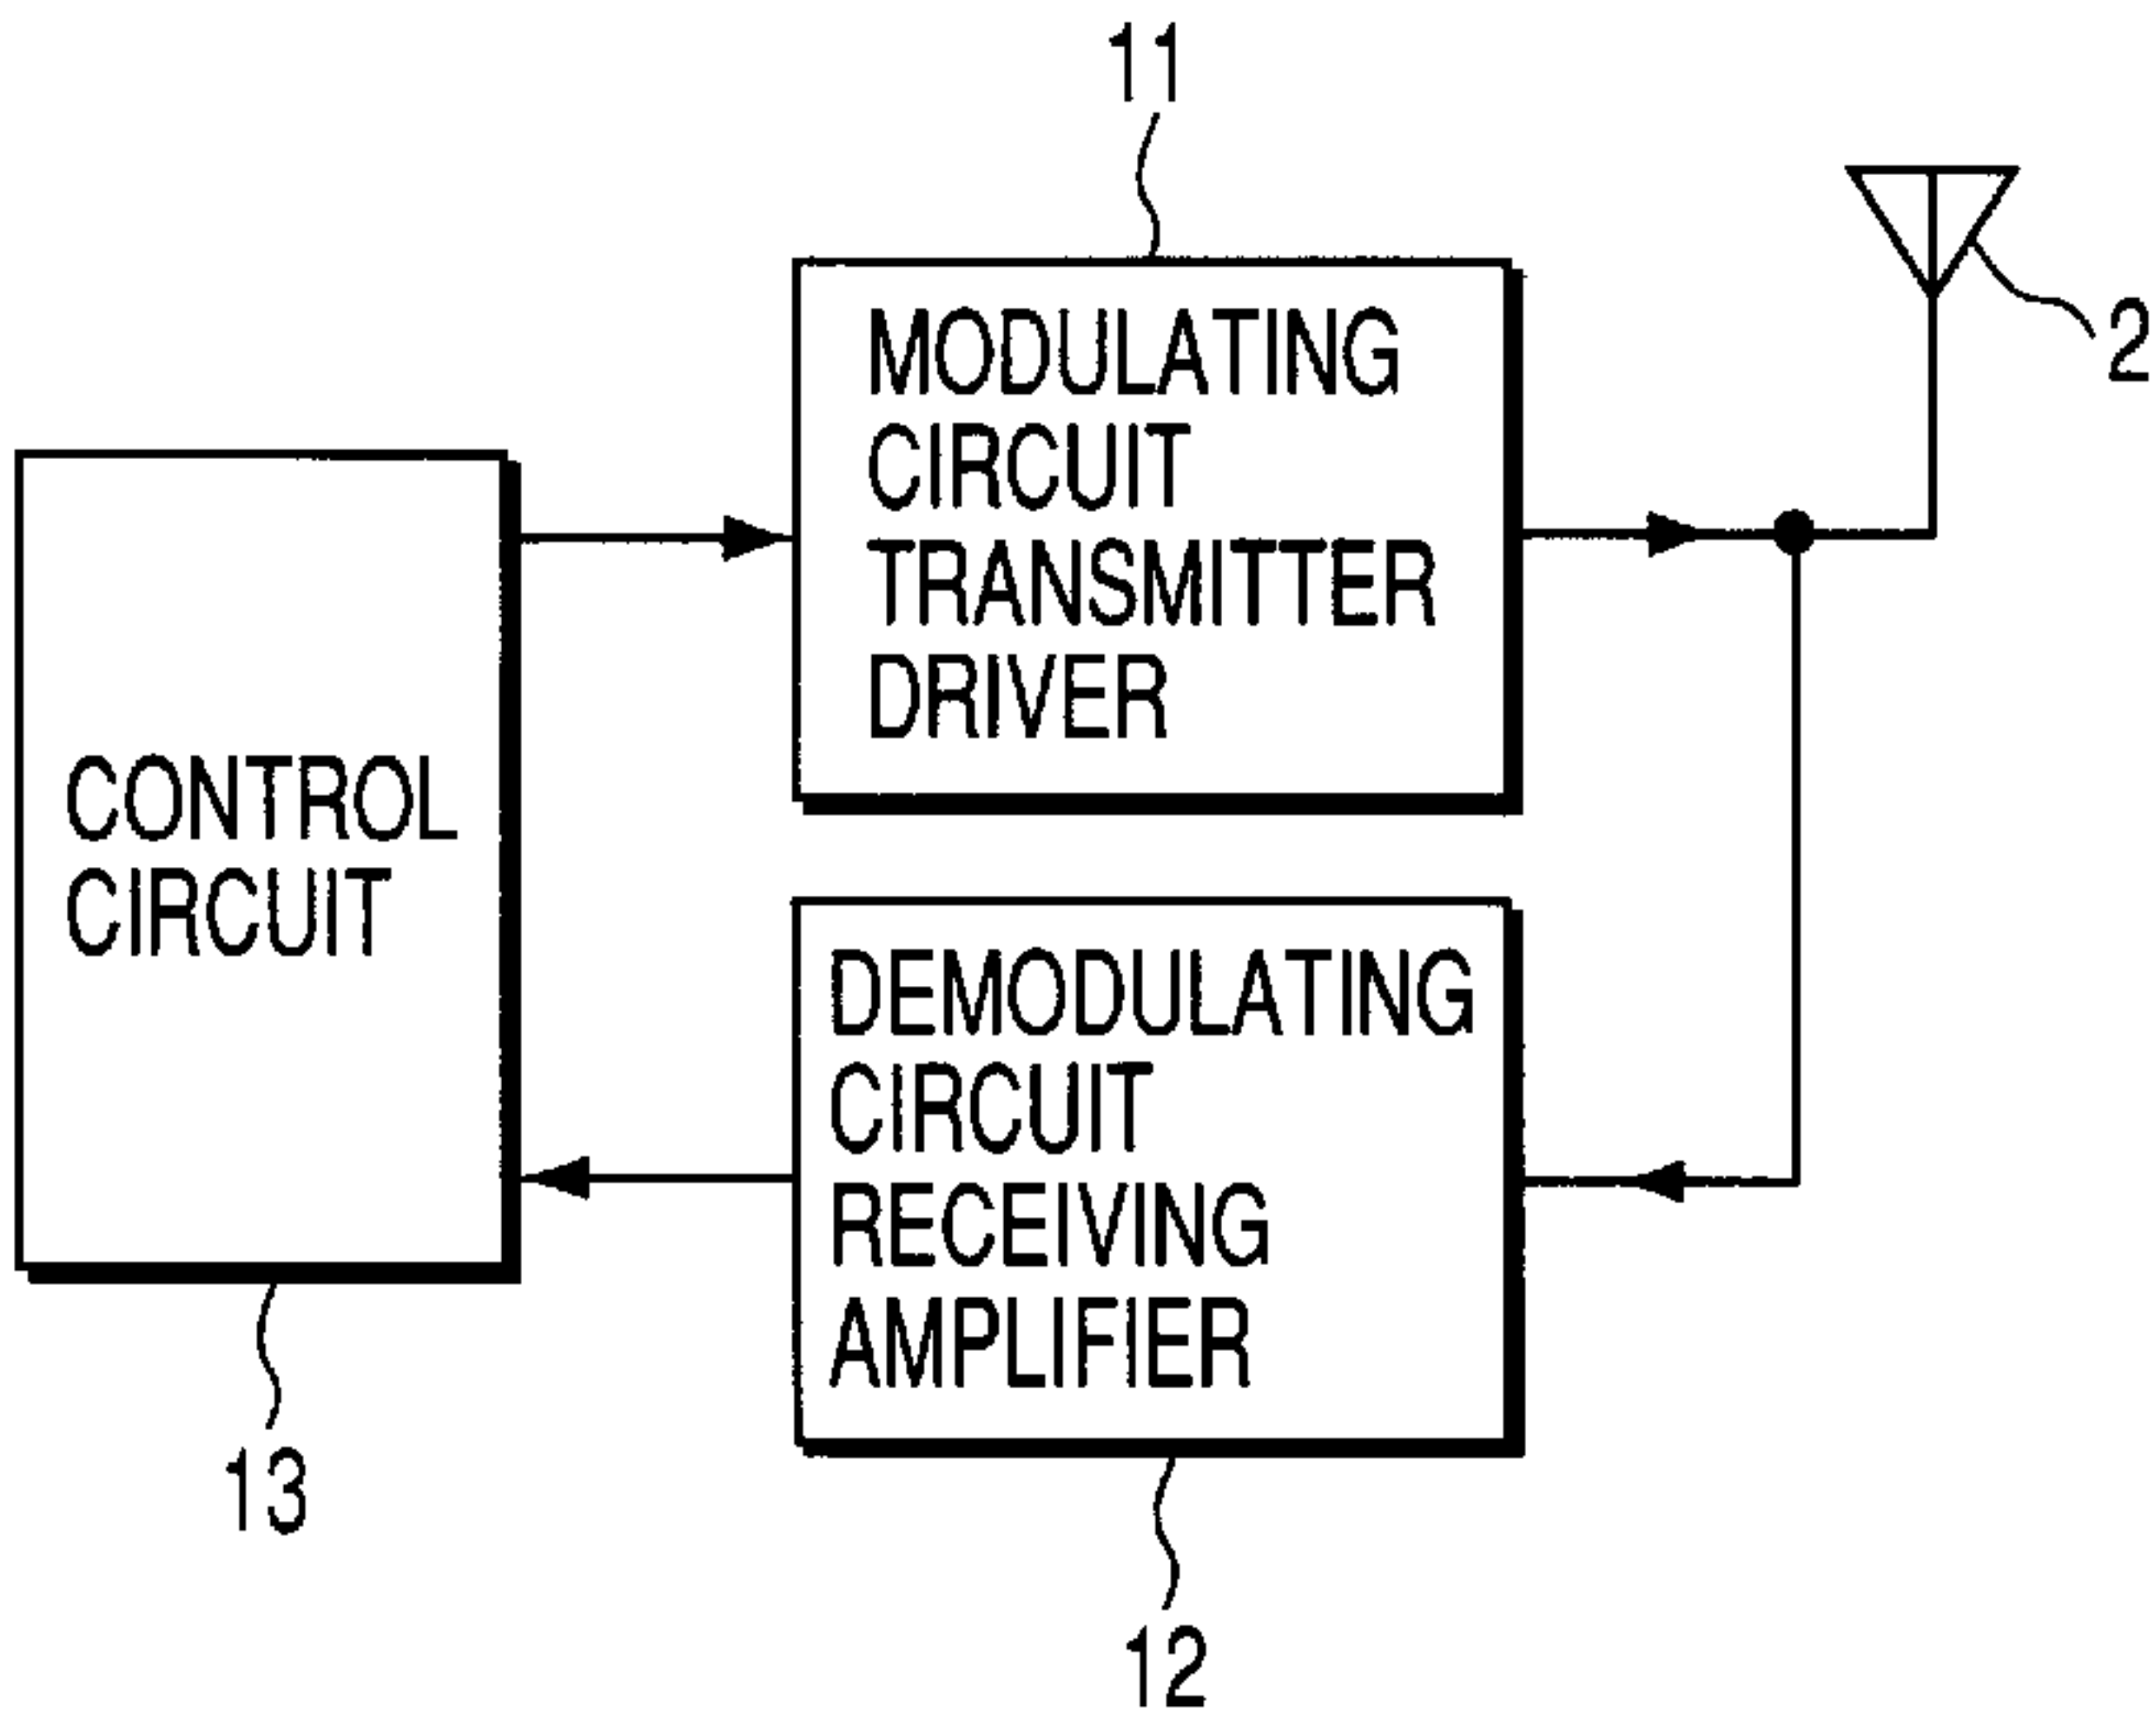 11
MODULATING
CIRCUIT
TRANSMITTER
DRIVER
2
CONTROL
CIRCUIT
DEMODULATING
CIRCUIT
RECEIVING
AMPLIFIER
13
12